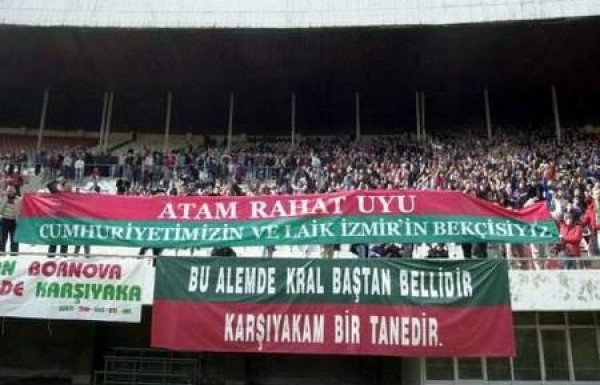 ATAM RAHAT UYU
CUMHURİYETİMİZİN VE LAİK İZMİR'İN BEKÇİSİYİZ
BORNOVA
DE KARŞIYAKA
BU ALEMDE KRAL BAŞTAN BELLİDİR
KARŞIYAKAM BİR TANEDİR.